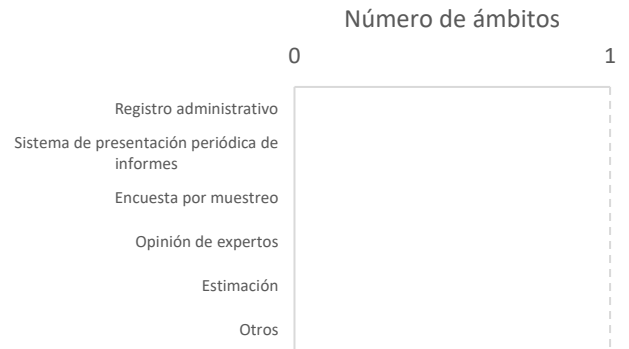 Número de ámbitos
0 1
Registro administrativo
Sistema de presentación periódica de
informes
Encuesta por muestreo
Opinión de expertos
Estimación
Otros